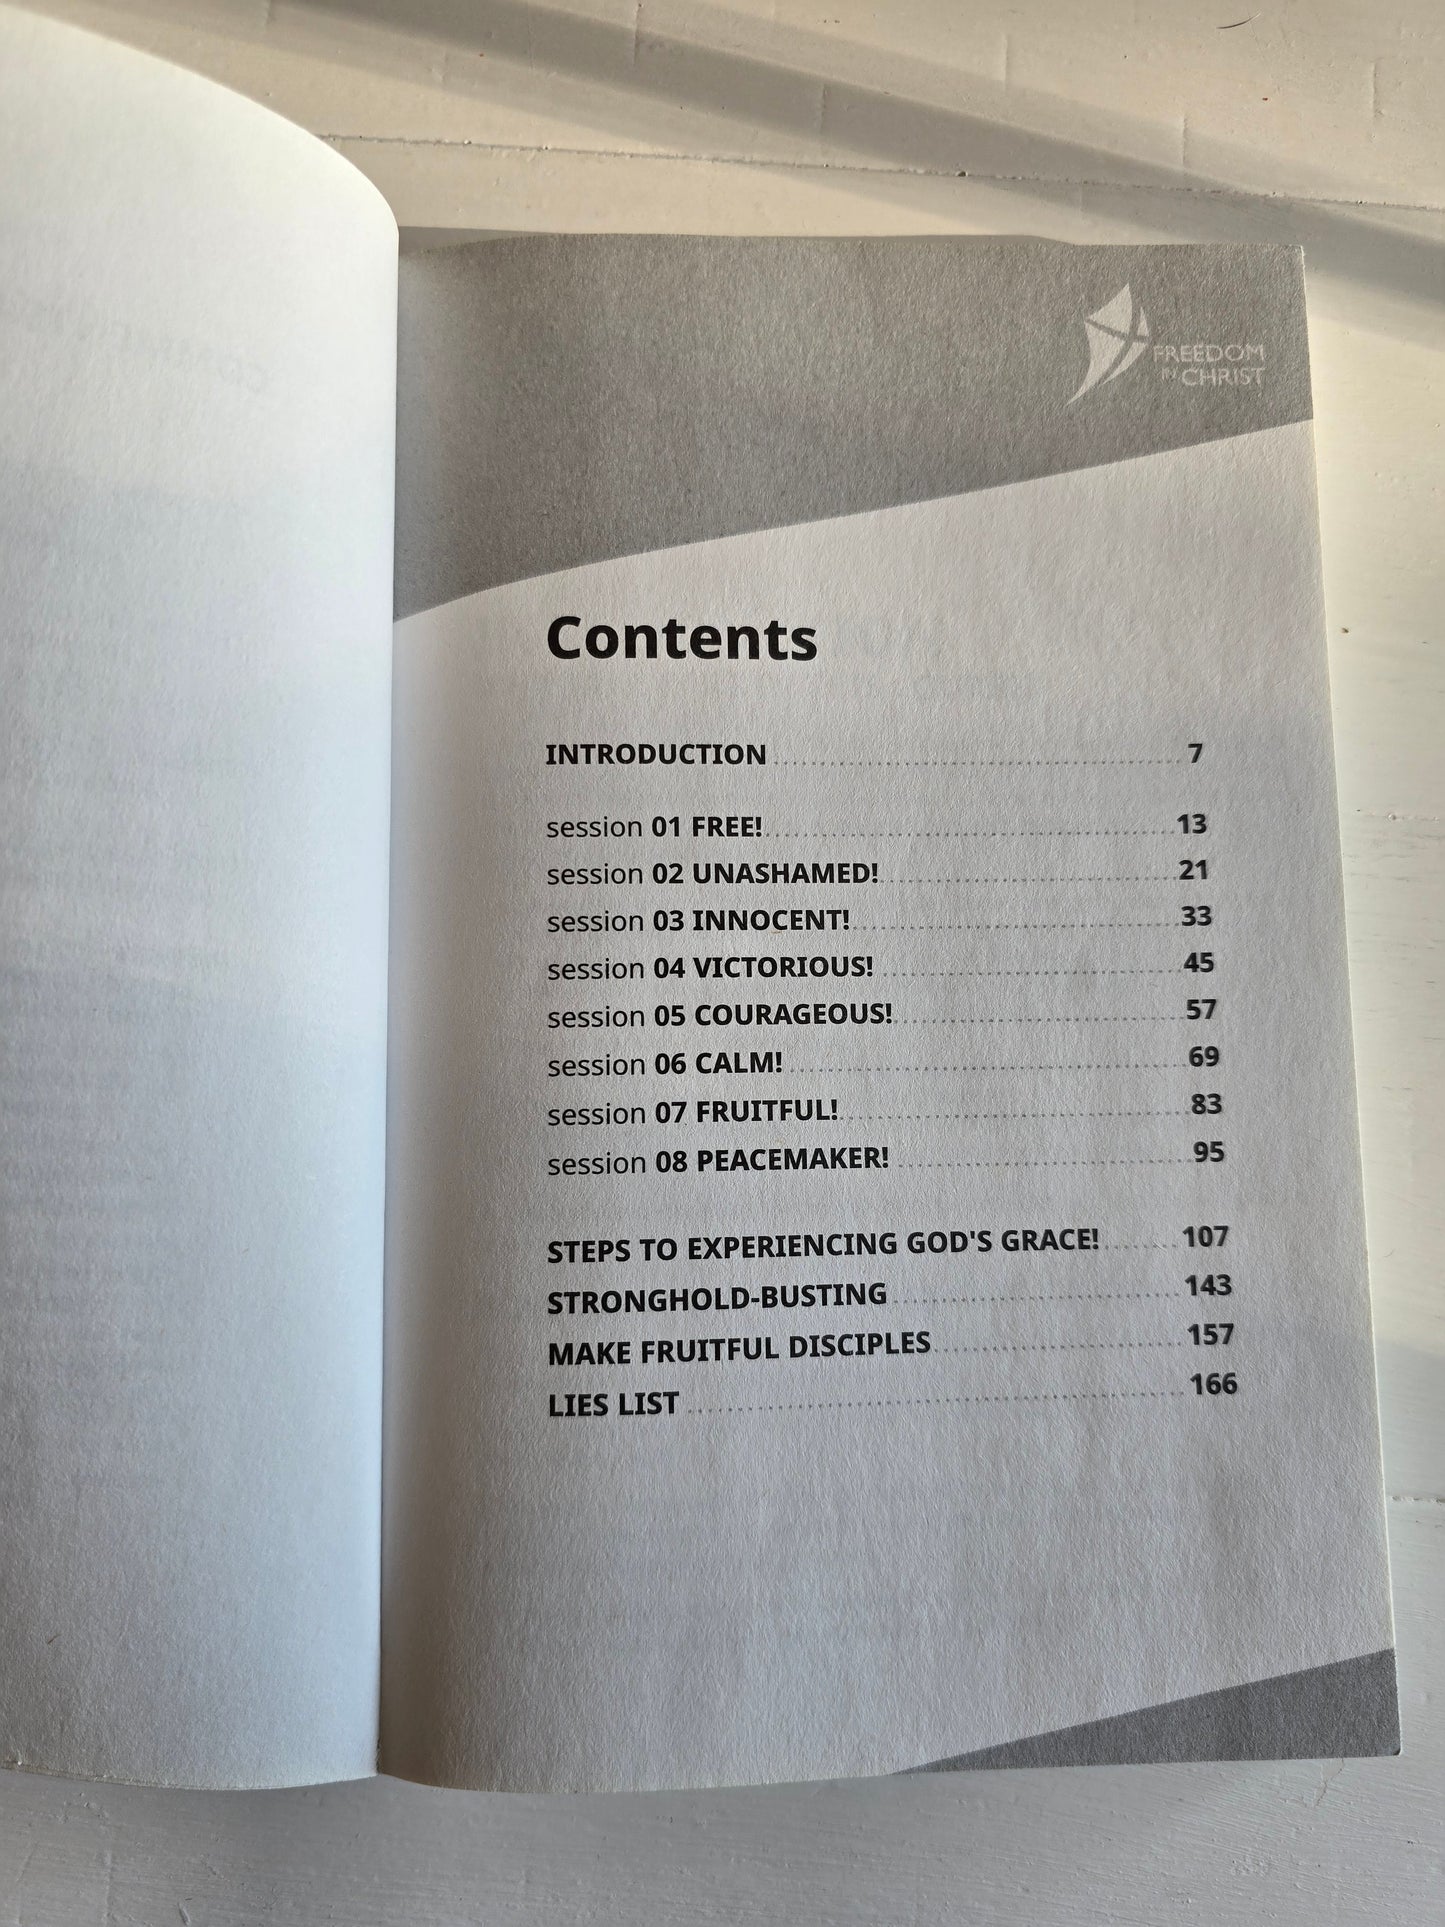 FREEDOM
IN CHRIST
Contents
INTRODUCTION 7
session 01 FREE! 13
session 02 UNASHAMED! 21
session 03 INNOCENT! 33
session 04 VICTORIOUS! 45
session 05 COURAGEOUS! 57
session 06 CALM! 69
session 07 FRUITFUL! 83
session 08 PEACEMAKER! 95
STEPS TO EXPERIENCING GOD'S GRACE! 107
STRONGHOLD-BUSTING 143
MAKE FRUITFUL DISCIPLES 157
LIES LIST 166